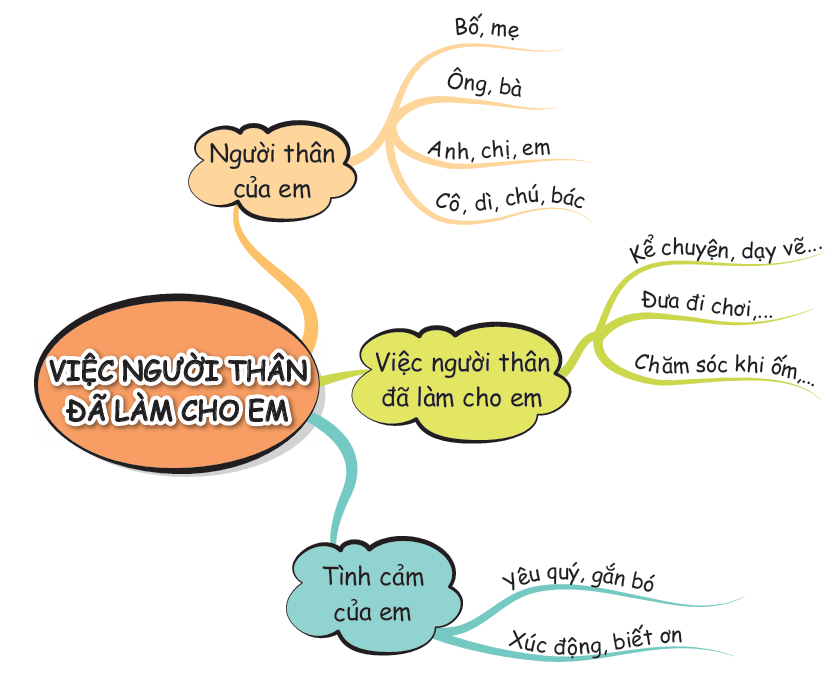 Bố, mẹ
Ông, bà
Người thân
của em
Anh, chị, em
Cô, dì, chú, bác
Kể chuyện, dạy vẽ...
Đưa đi chơi,...
VIỆC NGƯỜI THÂN
ĐÃ LÀM CHO EM
Việc người thân
đã làm cho em
Chăm sóc khi ốm,...
Tình cảm
của em
Yêu quý, gắn bó
Xúc động, biết ơn